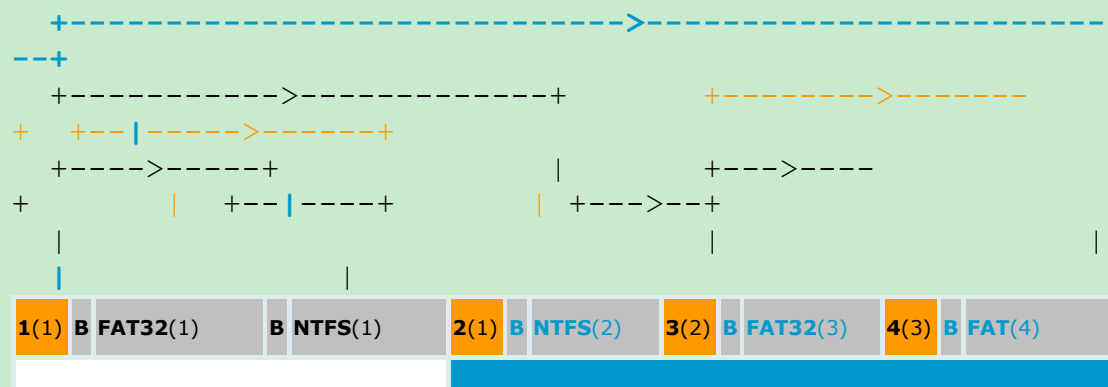 +-----------------------------------------------------
--+
+----------->-------------+ +-------->-------
+ +--|----->-------+
+---->-----+ | +--->----
+ | +--|----+ | +--->--+
| | |
| |
1(1) B FAT32(1) B NTFS(1) 2(1) B NTFS(2) 3(2) B FAT32(3) 4(3) B FAT(4)